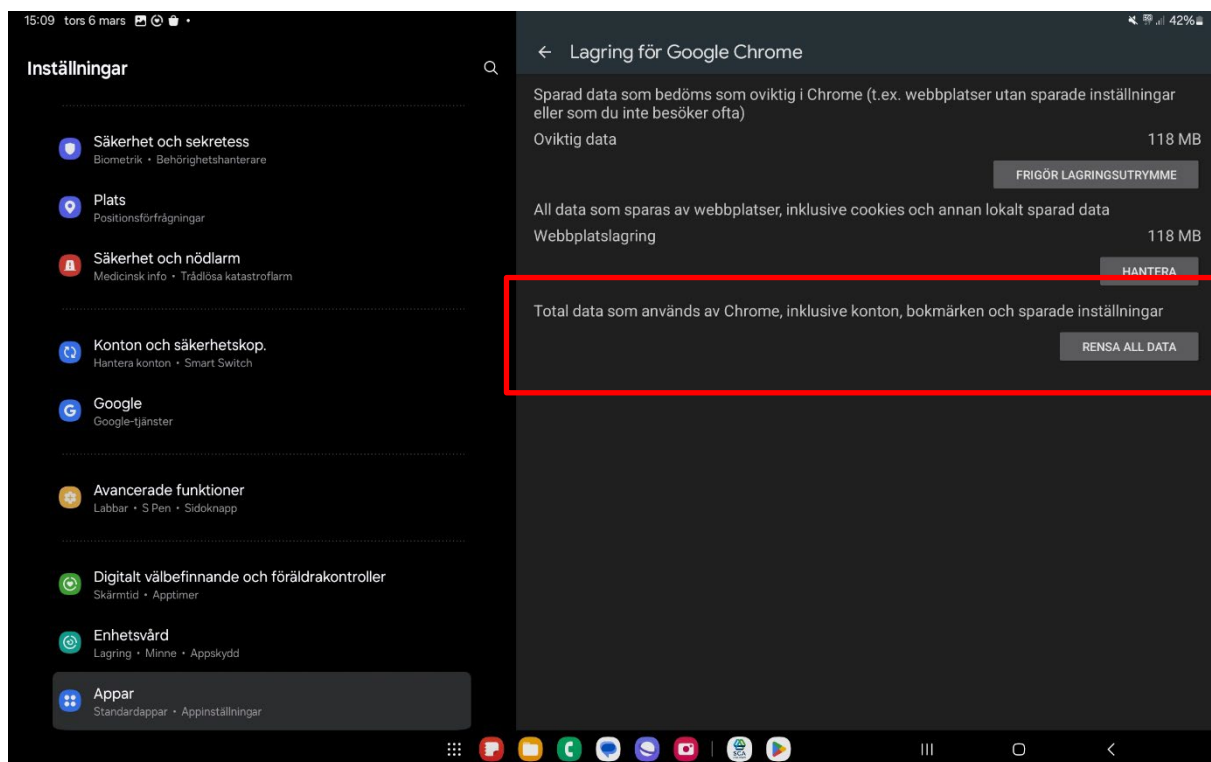 15:09 tors 6 mars
42%
Inställningar
Säkerhet och sekretess
Biometrik • Behörighetshanterare
Plats
Positionsförfrågningar
Säkerhet och nödlarm
Medicinsk info • Trådlösa katastroflarm
Konton och säkerhetskop.
Hantera konton • Smart Switch
Google
Google-tjänster
Avancerade funktioner
Labbar • S Pen • Sidoknapp
Digitalt välbefinnande och föräldrakontroller
Skärmtid • Apptimer
Enhetsvård
Lagring • Minne • Appskydd
Appar
Standardappar • Appinställningar
Lagring för Google Chrome
Sparad data som bedöms som oviktig i Chrome (t.ex. webbplatser utan sparade inställningar
eller som du inte besöker ofta)
Oviktig data 118 MB
FRIGÖR LAGRINGSUTRYMME
All data som sparas av webbplatser, inklusive cookies och annan lokalt sparad data
Webbplatslagring 118 MB
HANTERA
Total data som används av Chrome, inklusive konton, bokmärken och sparade inställningar
RENSA ALL DATA
SCA